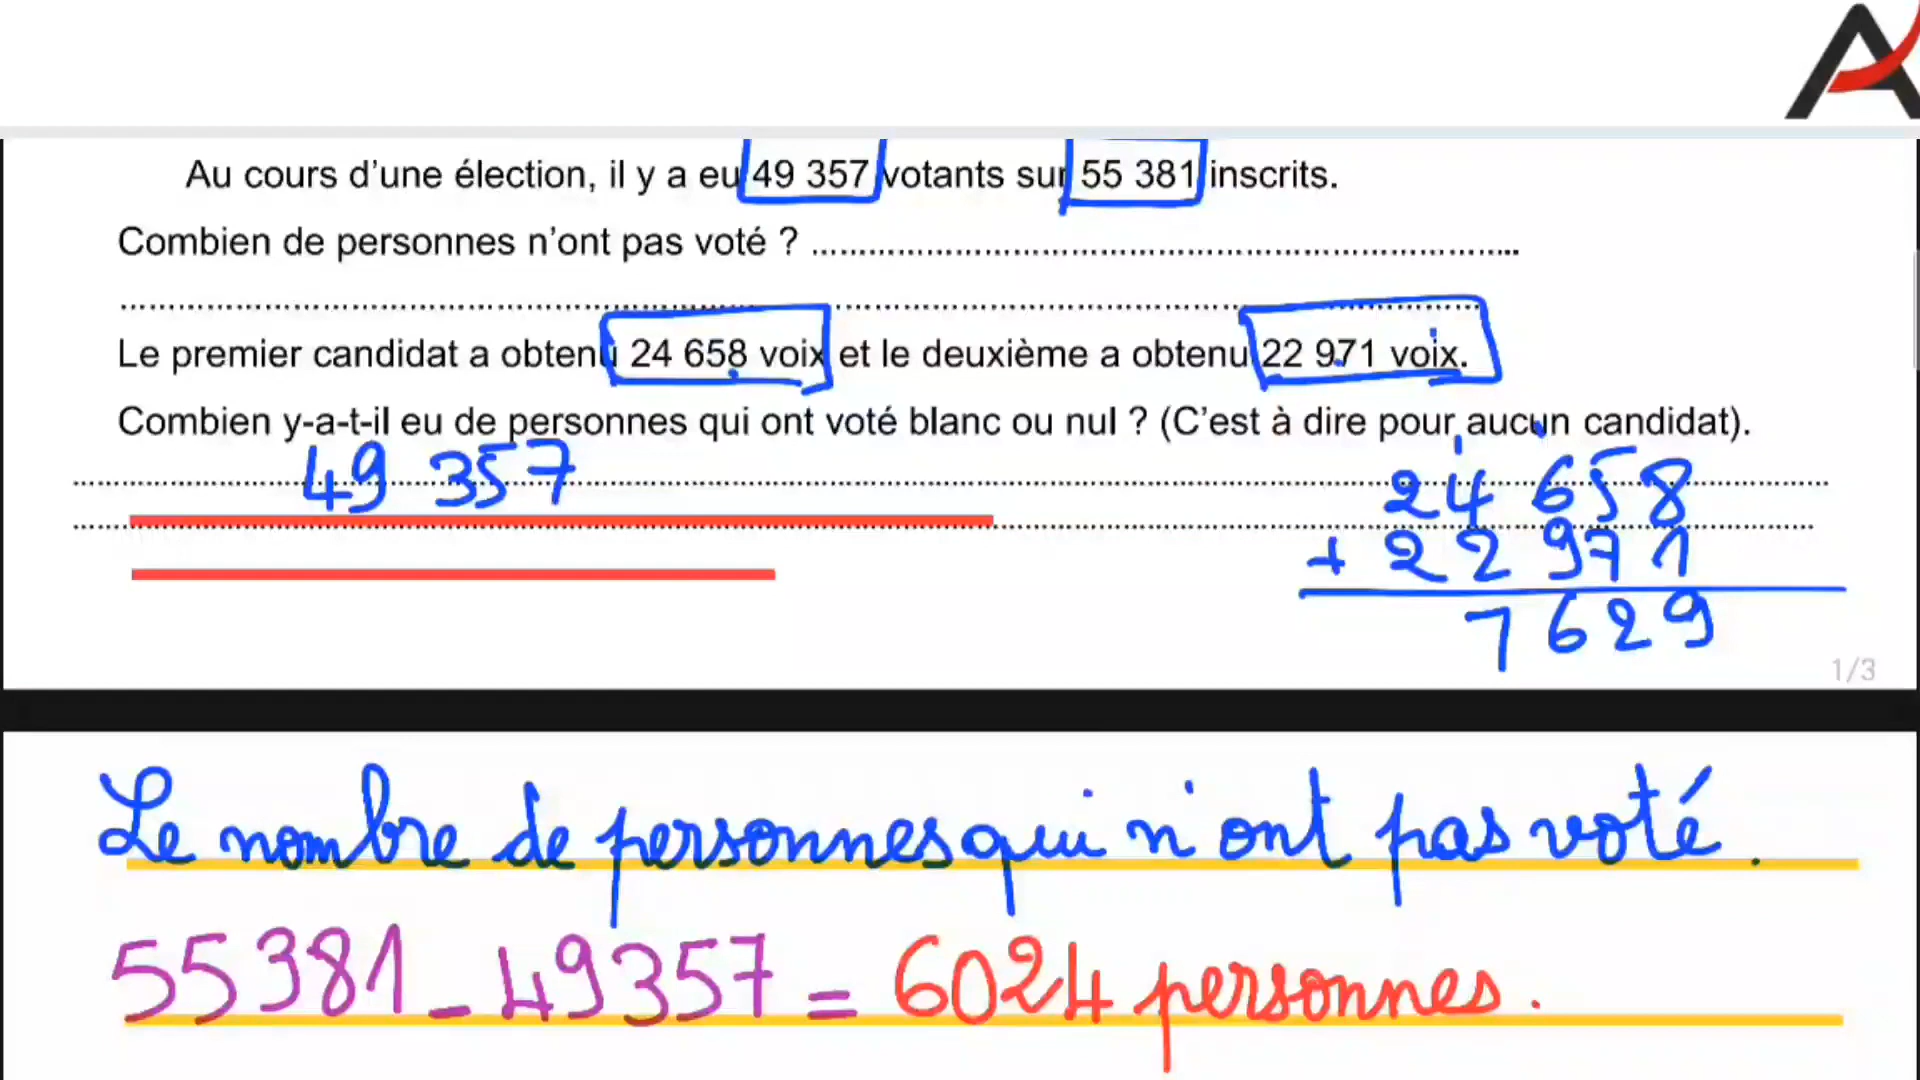 Au cours d’une élection, il y a eu 49 357 votants sur 55 381 inscrits.
Combien de personnes n’ont pas voté ? ........................................................................
........................................................................................................................
Le premier candidat a obtenu 24 658 voix et le deuxième a obtenu 22 971 voix.
Combien y-a-t-il eu de personnes qui ont voté blanc ou nul ? (C’est à dire pour aucun candidat).
49 357
1 1
24 658
+ 22 971
7 629
1/3
Le nombre de personnes qui n'ont pas voté.
55381 - 49357 = 6024 personnes.